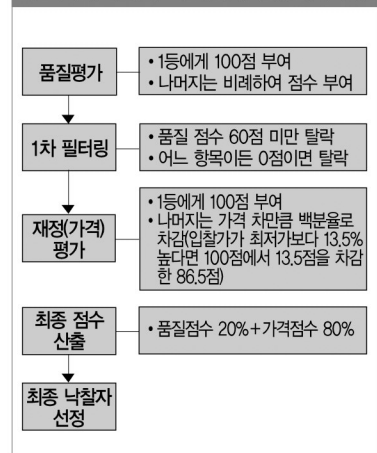 품질평가
• 1등에게 100점 부여
• 나머지는 비례하여 점수 부여
1차 필터링
• 품질 점수 60점 미만 탈락
• 어느 항목이든 0점이면 탈락
재정(가격)
평가
• 1등에게 100점 부여
• 나머지는 가격 차만큼 백분율로
차감(입찰가가 최저가보다 13.5%
높다면 100점에서 13.5점을 차감
한 86.5점)
최종 점수
산출
• 품질점수 20%+가격점수 80%
최종 낙찰자
선정